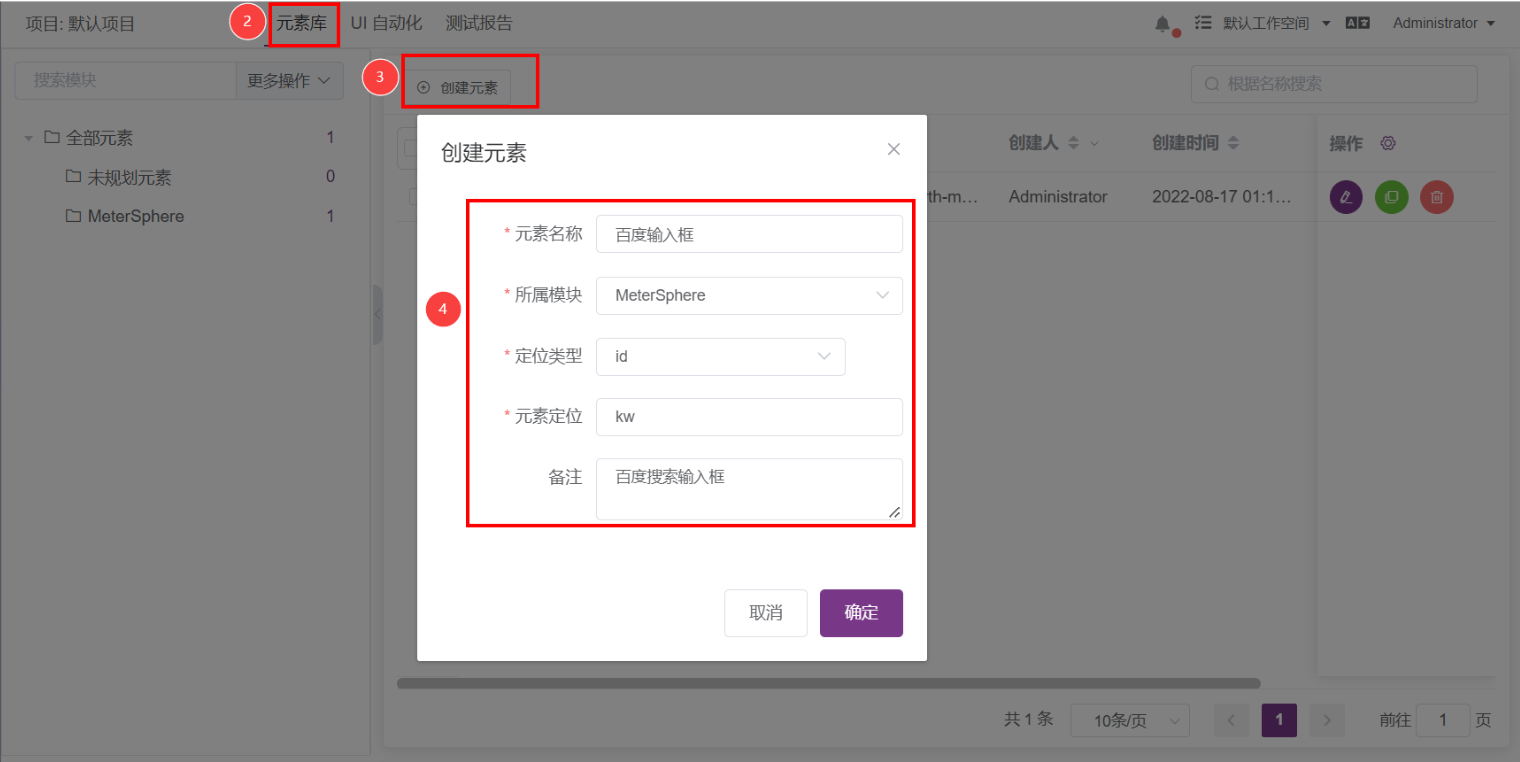 项目: 默认项目
2
元素库
UI 自动化
测试报告
默认工作空间
Administrator
搜索模块
更多操作
3
创建元素
根据名称搜索
全部元素 1
未规划元素 0
MeterSphere 1
创建人
创建时间
操作
th-m...
Administrator
2022-08-17 01:1...
创建元素
4
* 元素名称 百度输入框
* 所属模块 MeterSphere
* 定位类型 id
* 元素定位 kw
备注 百度搜索输入框
取消
确定
共 1 条
10条/页
1
前往 1 页